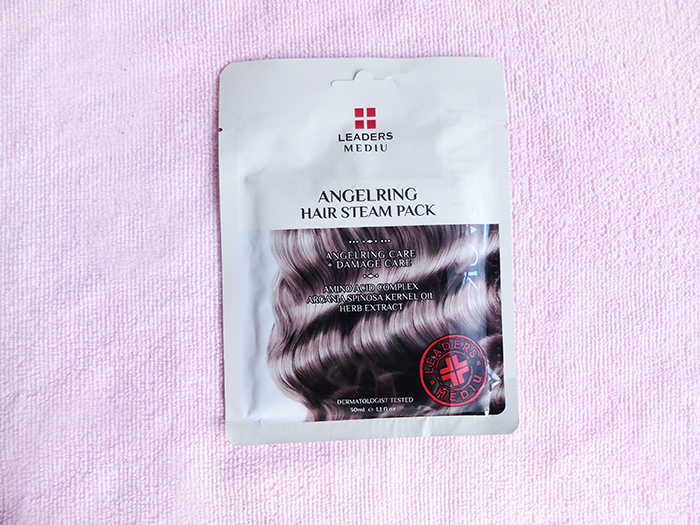 LEADERS
MEDIU
ANGELRING
HAIR STEAM PACK
ANGELRING CARE
+ DAMAGE CARE
AMINO ACID COMPLEX
ARGANIA SPINOSA KERNEL OIL
HERB EXTRACT
LEADERS
MEDIU
DERMATOLOGIST TESTED
30ml ℮ 1.1 fl oz